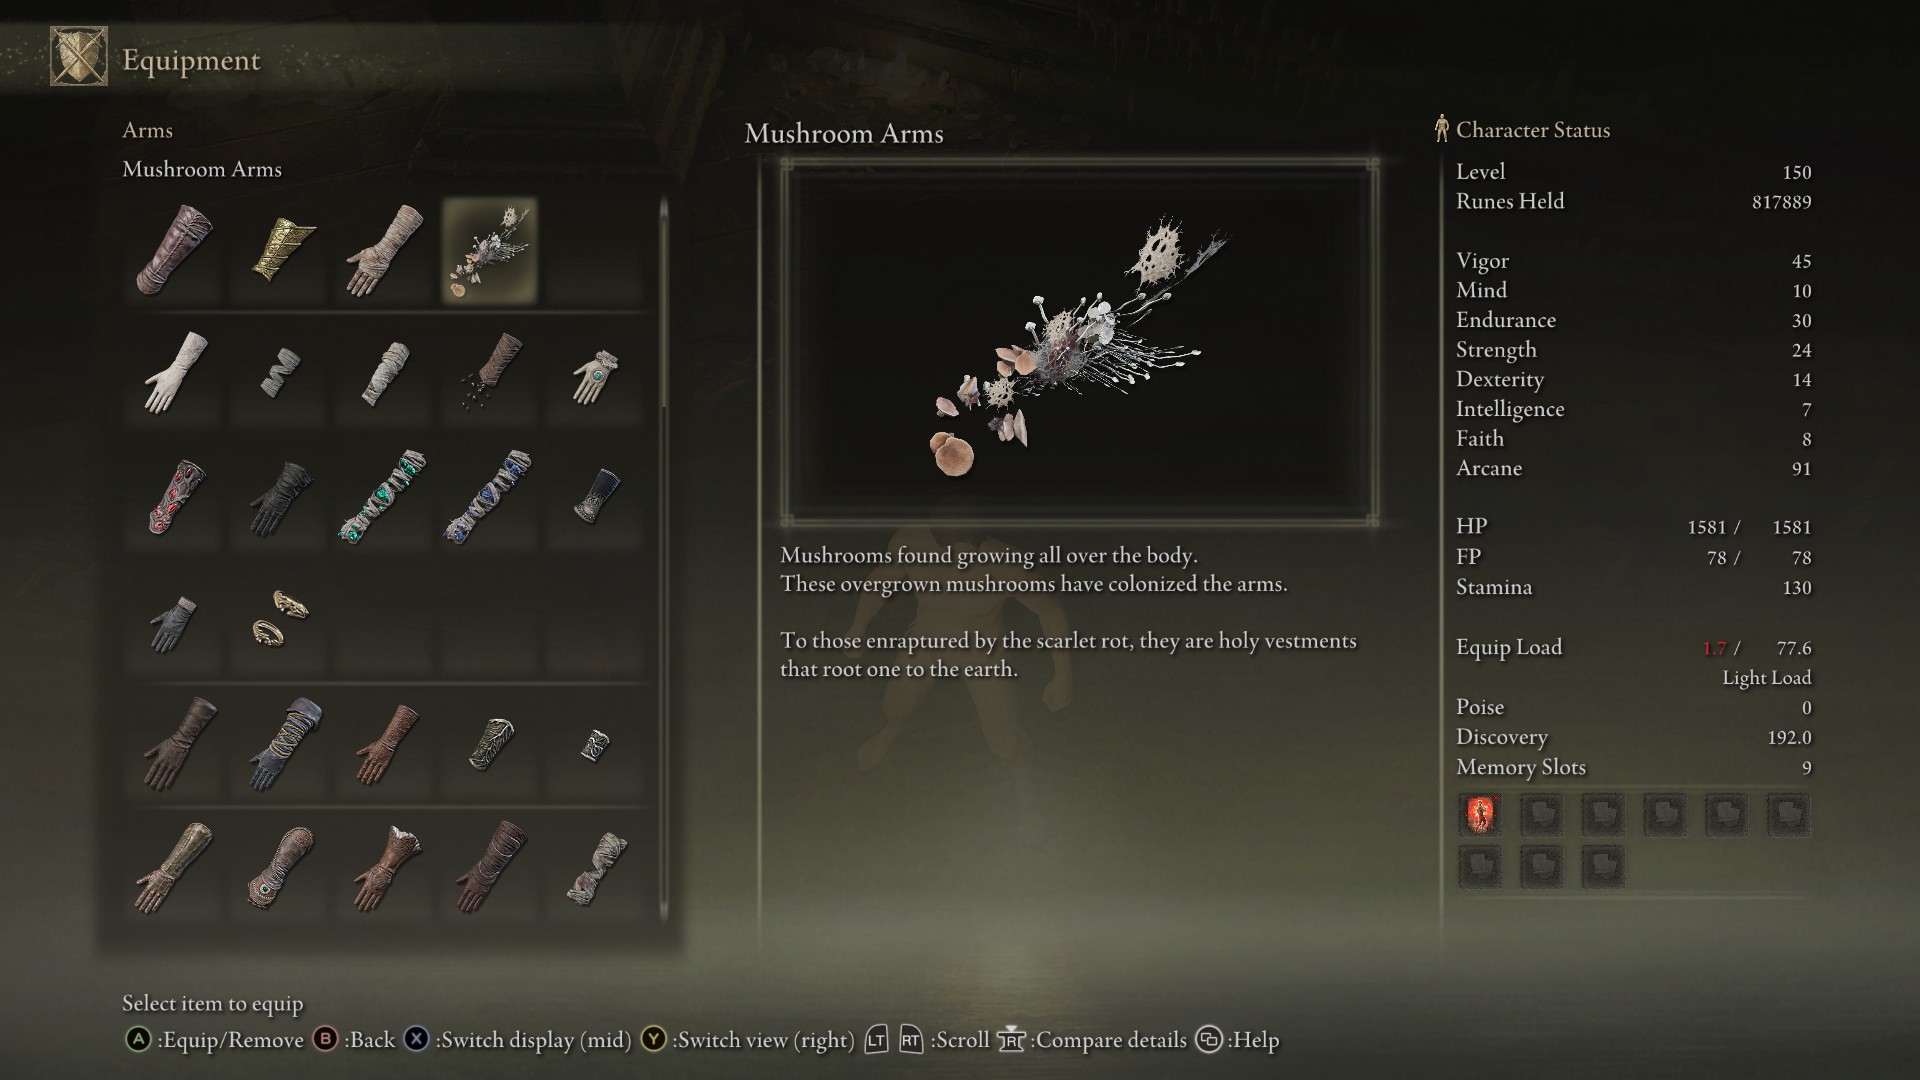 Equipment
Arms
Mushroom Arms
Mushroom Arms
Mushrooms found growing all over the body.
These overgrown mushrooms have colonized the arms.
To those enraptured by the scarlet rot, they are holy vestments
that root one to the earth.
Character Status
Level 150
Runes Held 817889
Vigor 45
Mind 10
Endurance 30
Strength 24
Dexterity 14
Intelligence 7
Faith 8
Arcane 91
HP 1581 / 1581
FP 78 / 78
Stamina 130
Equip Load 1.7 / 77.6
Light Load
Poise 0
Discovery 192.0
Memory Slots 9
Select item to equip
A :Equip/Remove B :Back X :Switch display (mid) Y :Switch view (right) LT RT :Scroll R :Compare details :Help